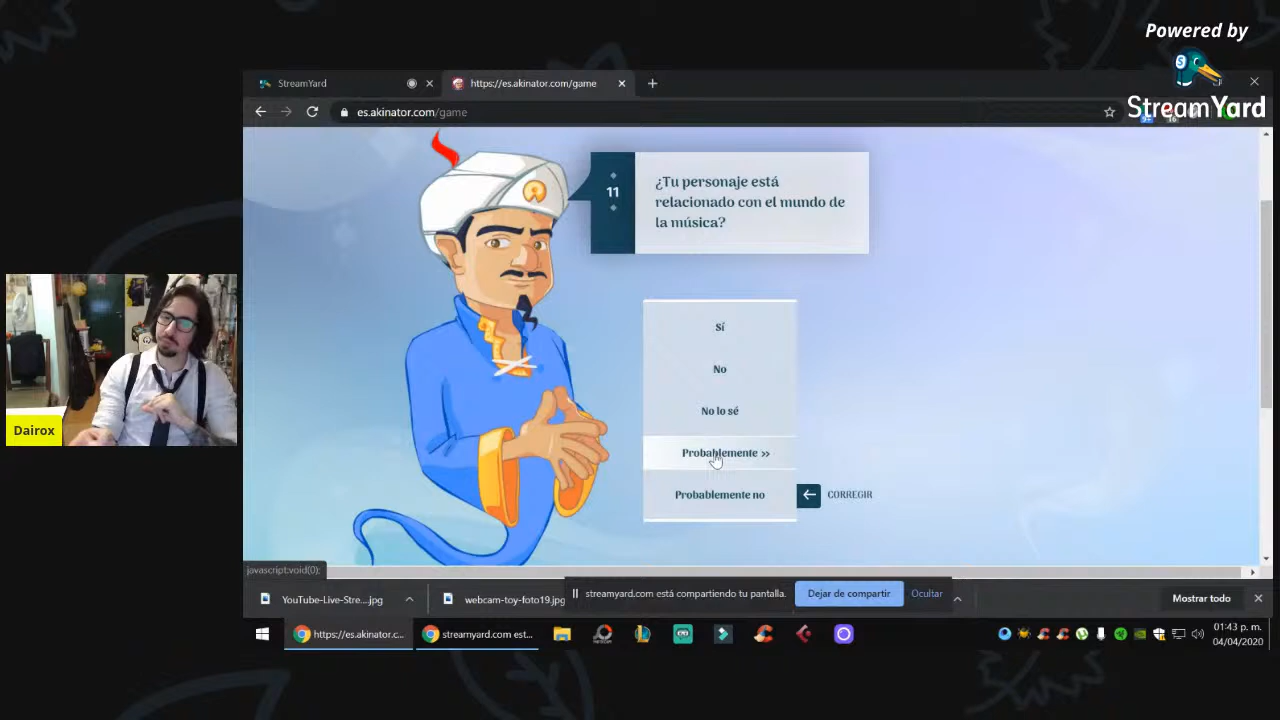 Powered by
StreamYard
StreamYard
https://es.akinator.com/game
es.akinator.com/game
11
¿Tu personaje está
relacionado con el mundo de
la música?
Sí
No
No lo sé
Probablemente »
Probablemente no
CORREGIR
Dairox
javascript:void(0);
YouTube-Live-Stre....jpg
webcam-toy-foto19.jpg
streamyard.com está compartiendo tu pantalla.
Dejar de compartir
Ocultar
Mostrar todo
https://es.akinator.c...
streamyard.com est...
01:43 p. m.
04/04/2020